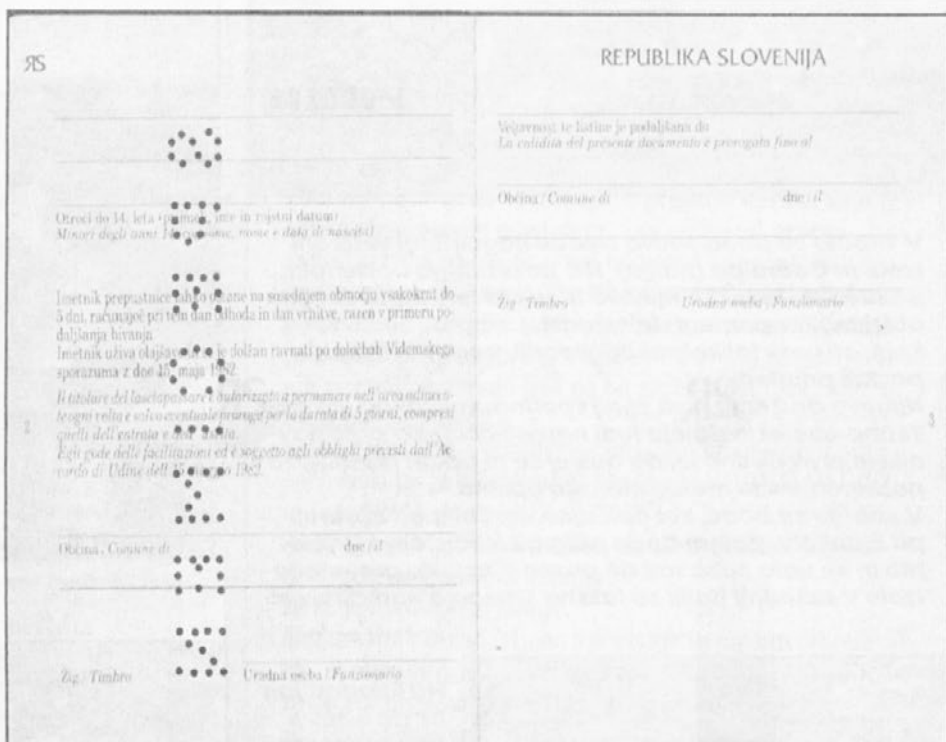 RS
Otroci do 14. leta (priimek, ime in rojstni datum)
Minori degli anni 14 (cognome, nome e data di nascita)
Imetnik prepustnice lahko ostane na sosednjem območju vsakokrat do
5 dni, računajoč pri tem dan odhoda in dan vrnitve, razen v primeru po-
daljšanja bivanja.
Imetnik uživa olajšave in se je dolžan ravnati po določbah Videmskega
sporazuma z dne 15. maja 1982.
Il titolare del lasciapassare è autorizzato a permanere nell'area
ogni volta e salvo eventuale proroga per la durata di 5 giorni, compresi
quelli dell'entrata e dell'uscita.
Egli gode delle facilitazioni ed è soggetto agli obblighi previsti dall'Ac-
cordo di Udine dell' 15 maggio 1982.
2
Občina / Comune di dne / il
Žig / Timbro Uradna oseba / Funzionario
REPUBLIKA SLOVENIJA
Veljavnost te listine je podaljšana do
La validità del presente documento è prorogata fino al
Občina / Comune di dne / il
Žig / Timbro Uradna oseba / Funzionario
3